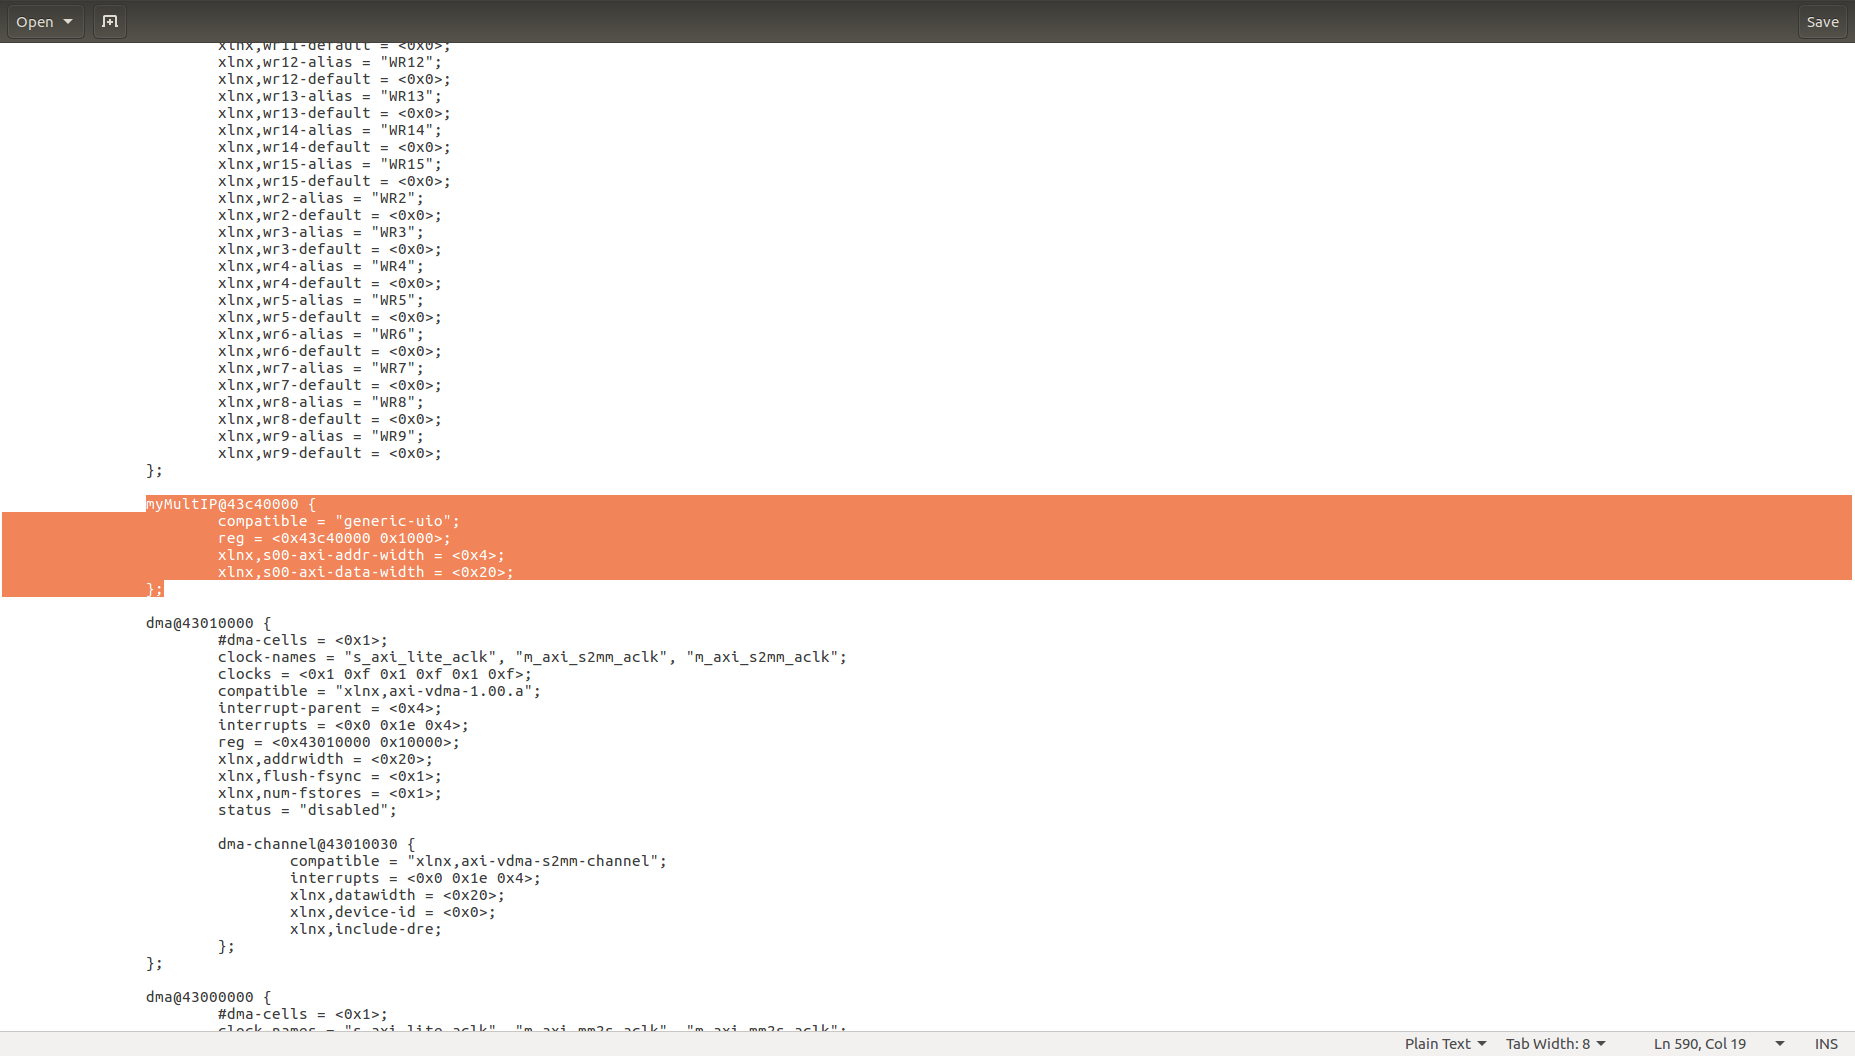 Open
Save
xlnx,wr11-default = <0x0>;
xlnx,wr12-alias = "WR12";
xlnx,wr12-default = <0x0>;
xlnx,wr13-alias = "WR13";
xlnx,wr13-default = <0x0>;
xlnx,wr14-alias = "WR14";
xlnx,wr14-default = <0x0>;
xlnx,wr15-alias = "WR15";
xlnx,wr15-default = <0x0>;
xlnx,wr2-alias = "WR2";
xlnx,wr2-default = <0x0>;
xlnx,wr3-alias = "WR3";
xlnx,wr3-default = <0x0>;
xlnx,wr4-alias = "WR4";
xlnx,wr4-default = <0x0>;
xlnx,wr5-alias = "WR5";
xlnx,wr5-default = <0x0>;
xlnx,wr6-alias = "WR6";
xlnx,wr6-default = <0x0>;
xlnx,wr7-alias = "WR7";
xlnx,wr7-default = <0x0>;
xlnx,wr8-alias = "WR8";
xlnx,wr8-default = <0x0>;
xlnx,wr9-alias = "WR9";
xlnx,wr9-default = <0x0>;
};
myMultIP@43c40000 {
compatible = "generic-uio";
reg = <0x43c40000 0x1000>;
xlnx,s00-axi-addr-width = <0x4>;
xlnx,s00-axi-data-width = <0x20>;
};
dma@43010000 {
#dma-cells = <0x1>;
clock-names = "s_axi_lite_aclk", "m_axi_s2mm_aclk", "m_axi_s2mm_aclk";
clocks = <0x1 0xf 0x1 0xf 0x1 0xf>;
compatible = "xlnx,axi-vdma-1.00.a";
interrupt-parent = <0x4>;
interrupts = <0x0 0x1e 0x4>;
reg = <0x43010000 0x10000>;
xlnx,addrwidth = <0x20>;
xlnx,flush-fsync = <0x1>;
xlnx,num-fstores = <0x1>;
status = "disabled";
dma-channel@43010030 {
compatible = "xlnx,axi-vdma-s2mm-channel";
interrupts = <0x0 0x1e 0x4>;
xlnx,datawidth = <0x20>;
xlnx,device-id = <0x0>;
xlnx,include-dre;
};
};
dma@43000000 {
#dma-cells = <0x1>;
clock-names = "s_axi_lite_aclk", "m_axi_mm2s_aclk", "m_axi_mm2s_aclk";
Plain Text
Tab Width: 8
Ln 590, Col 19
INS